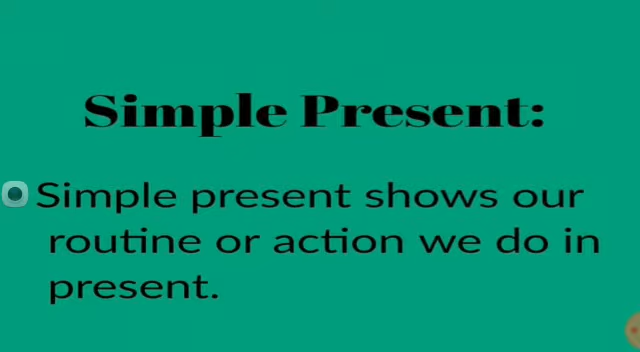 Simple Present:
Simple present shows our
routine or action we do in
present.